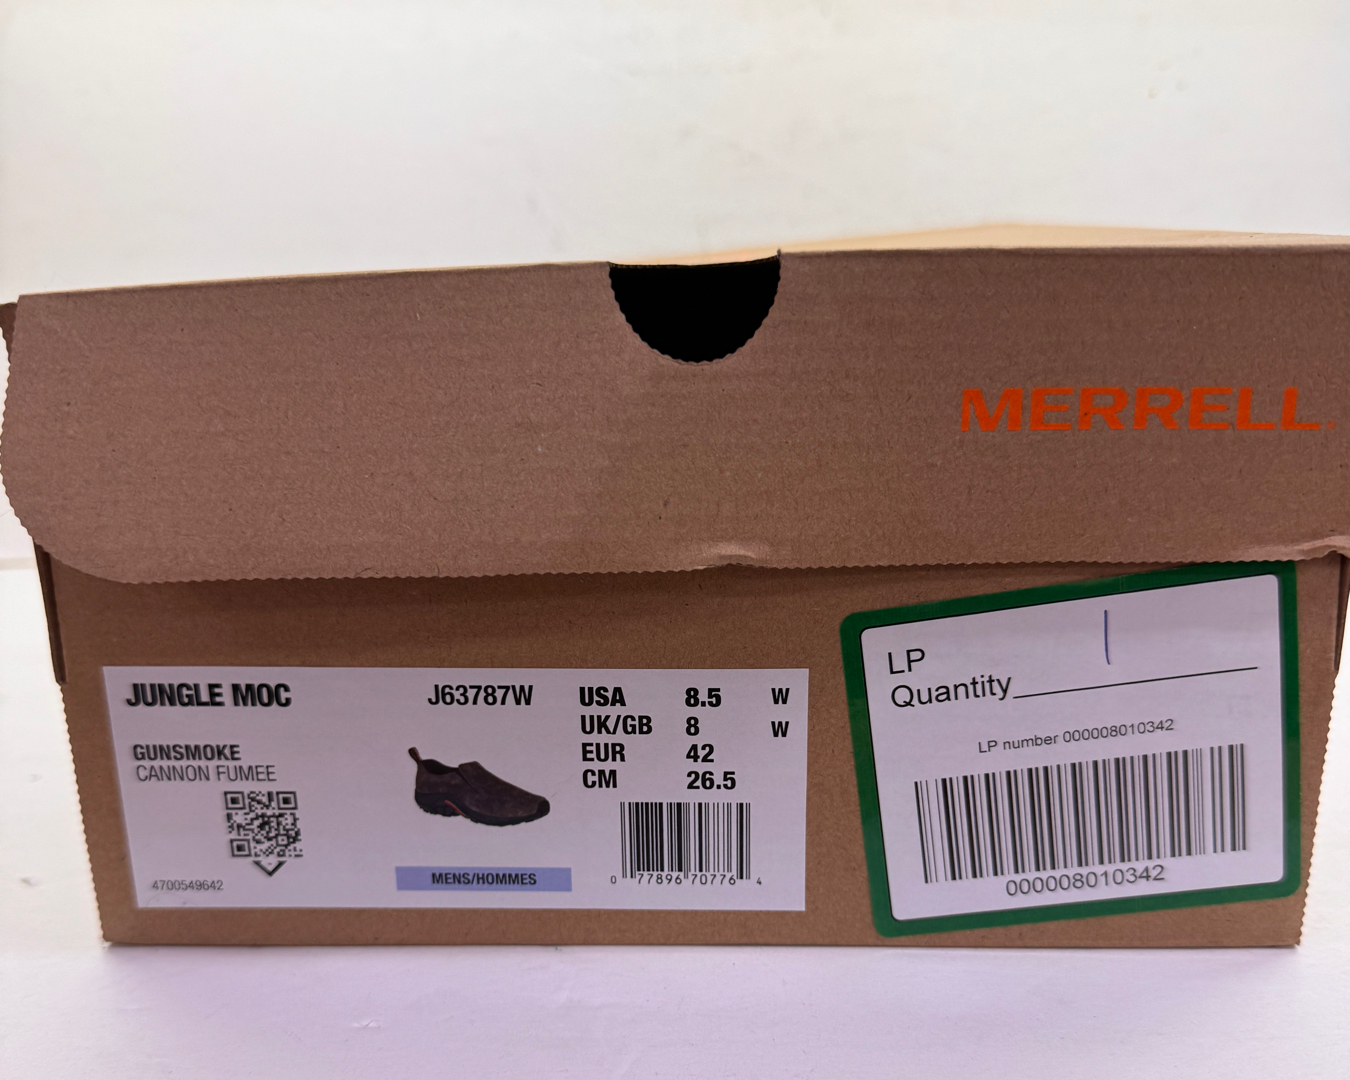 MERRELL
JUNGLE MOC
J63787W
USA 8.5 W
UK/GB 8 W
EUR 42
CM 26.5
GUNSMOKE
CANNON FUMEE
4700549642
MENS/HOMMES
0 77896 70776 4
LP
Quantity 1
LP number 000008010342
000008010342